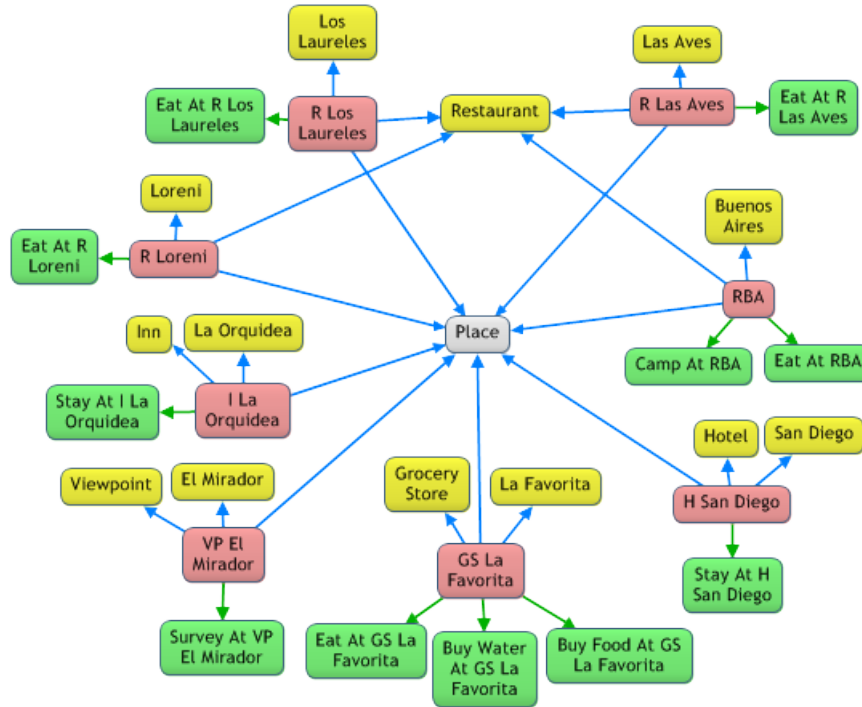 Los
Laureles
Las Aves
Eat At R Los
Laureles
R Los
Laureles
Restaurant
R Las Aves
Eat At R
Las Aves
Loreni
Buenos
Aires
Eat At R
Loreni
R Loreni
RBA
Inn
La Orquidea
Place
Camp At RBA
Eat At RBA
Stay At I La
Orquidea
I La
Orquidea
Hotel
San Diego
Viewpoint
El Mirador
Grocery
Store
La Favorita
H San Diego
VP El
Mirador
GS La
Favorita
Stay At H
San Diego
Survey At VP
El Mirador
Eat At GS La
Favorita
Buy Water
At GS La
Favorita
Buy Food At GS
La Favorita